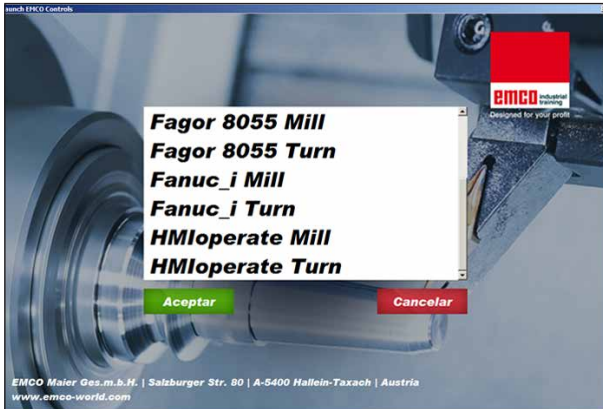 aunch EMCO Controls
emco industrial
training
Designed for your profit
Fagor 8055 Mill
Fagor 8055 Turn
Fanuc_i Mill
Fanuc_i Turn
HMIoperate Mill
HMIoperate Turn
Aceptar
Cancelar
EMCO Maier Ges.m.b.H. | Salzburger Str. 80 | A-5400 Hallein-Taxach | Austria
www.emco-world.com